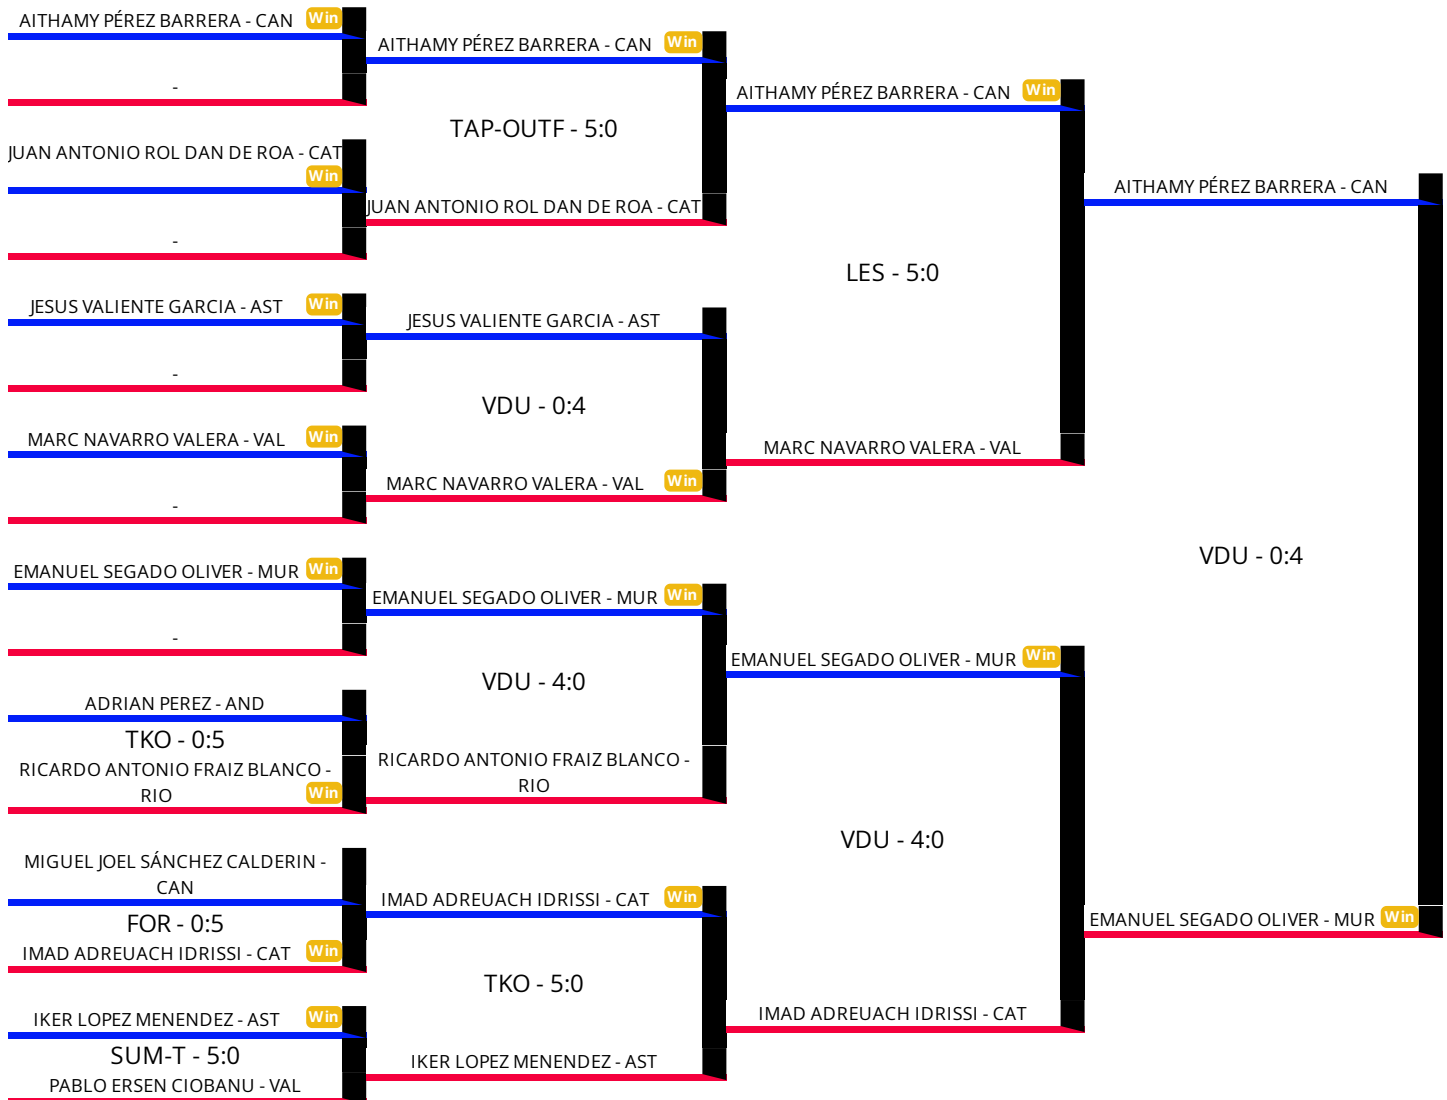 AITHAMY PÉREZ BARRERA - CAN Win
-
JUAN ANTONIO ROL DAN DE ROA - CAT
Win
-
JESUS VALIENTE GARCIA - AST Win
-
MARC NAVARRO VALERA - VAL Win
-
EMANUEL SEGADO OLIVER - MUR Win
-
ADRIAN PEREZ - AND
TKO - 0:5
RICARDO ANTONIO FRAIZ BLANCO -
RIO Win
MIGUEL JOEL SÁNCHEZ CALDERIN -
CAN
FOR - 0:5
IMAD ADREUACH IDRISSI - CAT Win
IKER LOPEZ MENENDEZ - AST Win
SUM-T - 5:0
PABLO ERSEN CIOBANU - VAL
AITHAMY PÉREZ BARRERA - CAN Win
TAP-OUTF - 5:0
JUAN ANTONIO ROL DAN DE ROA - CAT
JESUS VALIENTE GARCIA - AST
VDU - 0:4
MARC NAVARRO VALERA - VAL Win
EMANUEL SEGADO OLIVER - MUR Win
VDU - 4:0
RICARDO ANTONIO FRAIZ BLANCO -
RIO
IMAD ADREUACH IDRISSI - CAT Win
TKO - 5:0
IKER LOPEZ MENENDEZ - AST
AITHAMY PÉREZ BARRERA - CAN Win
LES - 5:0
MARC NAVARRO VALERA - VAL
EMANUEL SEGADO OLIVER - MUR Win
VDU - 4:0
IMAD ADREUACH IDRISSI - CAT
AITHAMY PÉREZ BARRERA - CAN
VDU - 0:4
EMANUEL SEGADO OLIVER - MUR Win